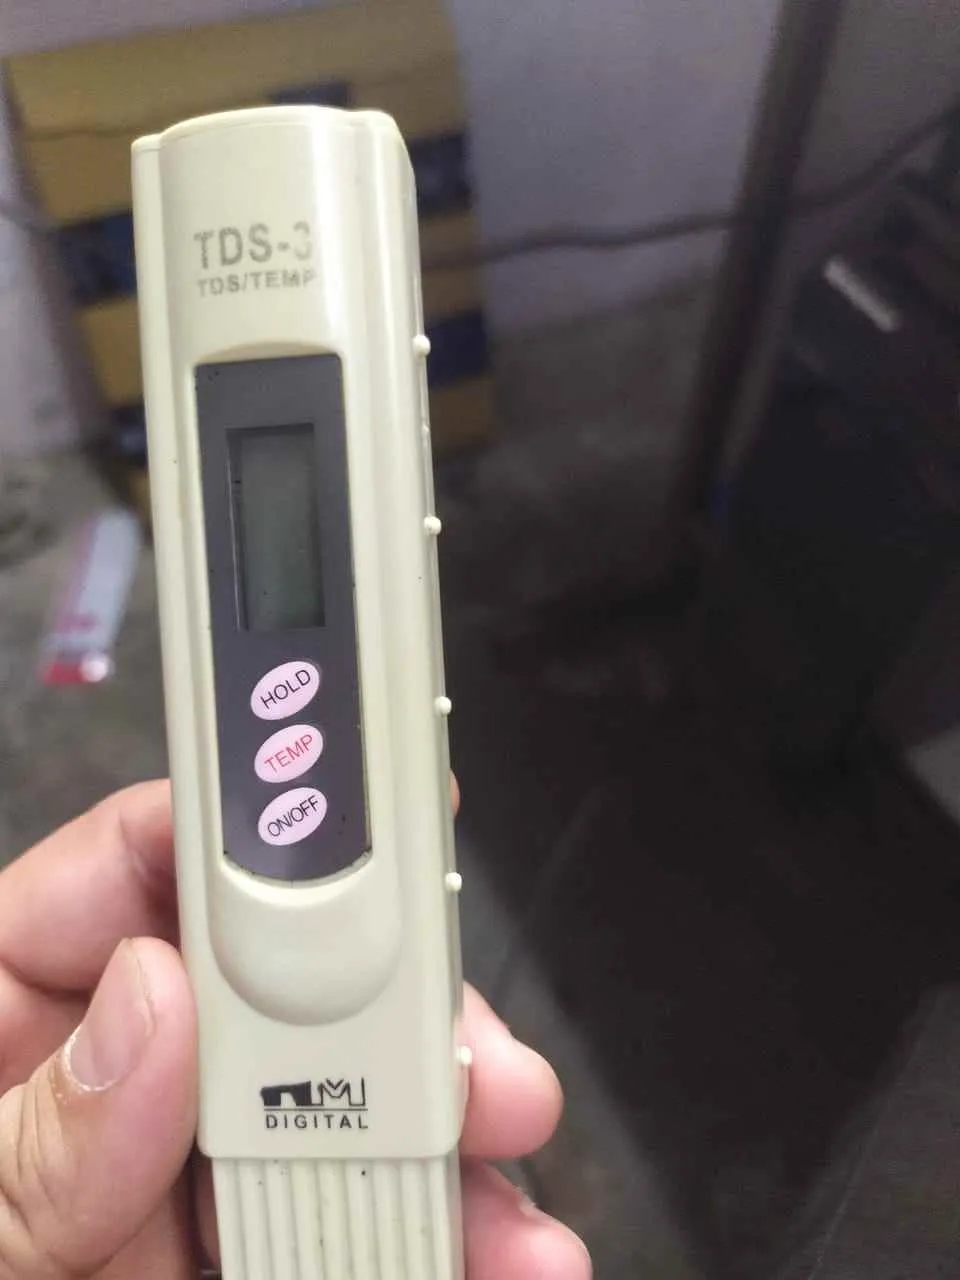 TDS-3
TDS/TEMP
HOLD
TEMP
ON/OFF
DIGITAL